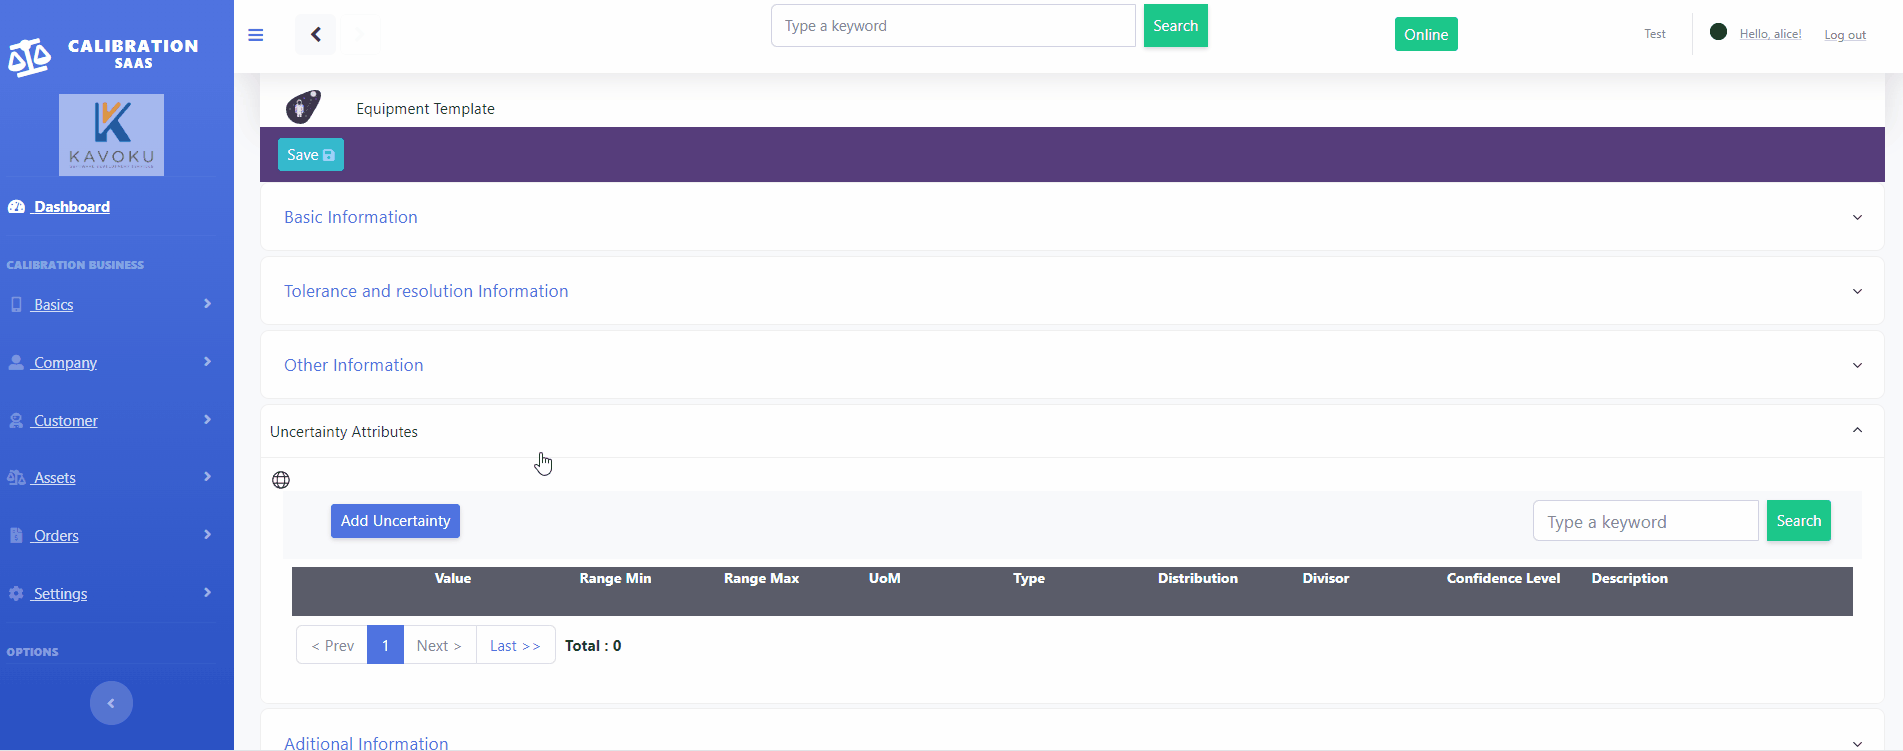 CALIBRATION
SAAS
KAVOKU
Dashboard
CALIBRATION BUSINESS
Basics
Company
Customer
Assets
Orders
Settings
OPTIONS
Type a keyword
Search
Online
Test
Hello, alice!
Log out
Equipment Template
Save
Basic Information
Tolerance and resolution Information
Other Information
Uncertainty Attributes
Add Uncertainty
Type a keyword
Search
Value Range Min Range Max UoM Type Distribution Divisor Confidence Level Description
< Prev 1 Next > Last >> Total : 0
Aditional Information